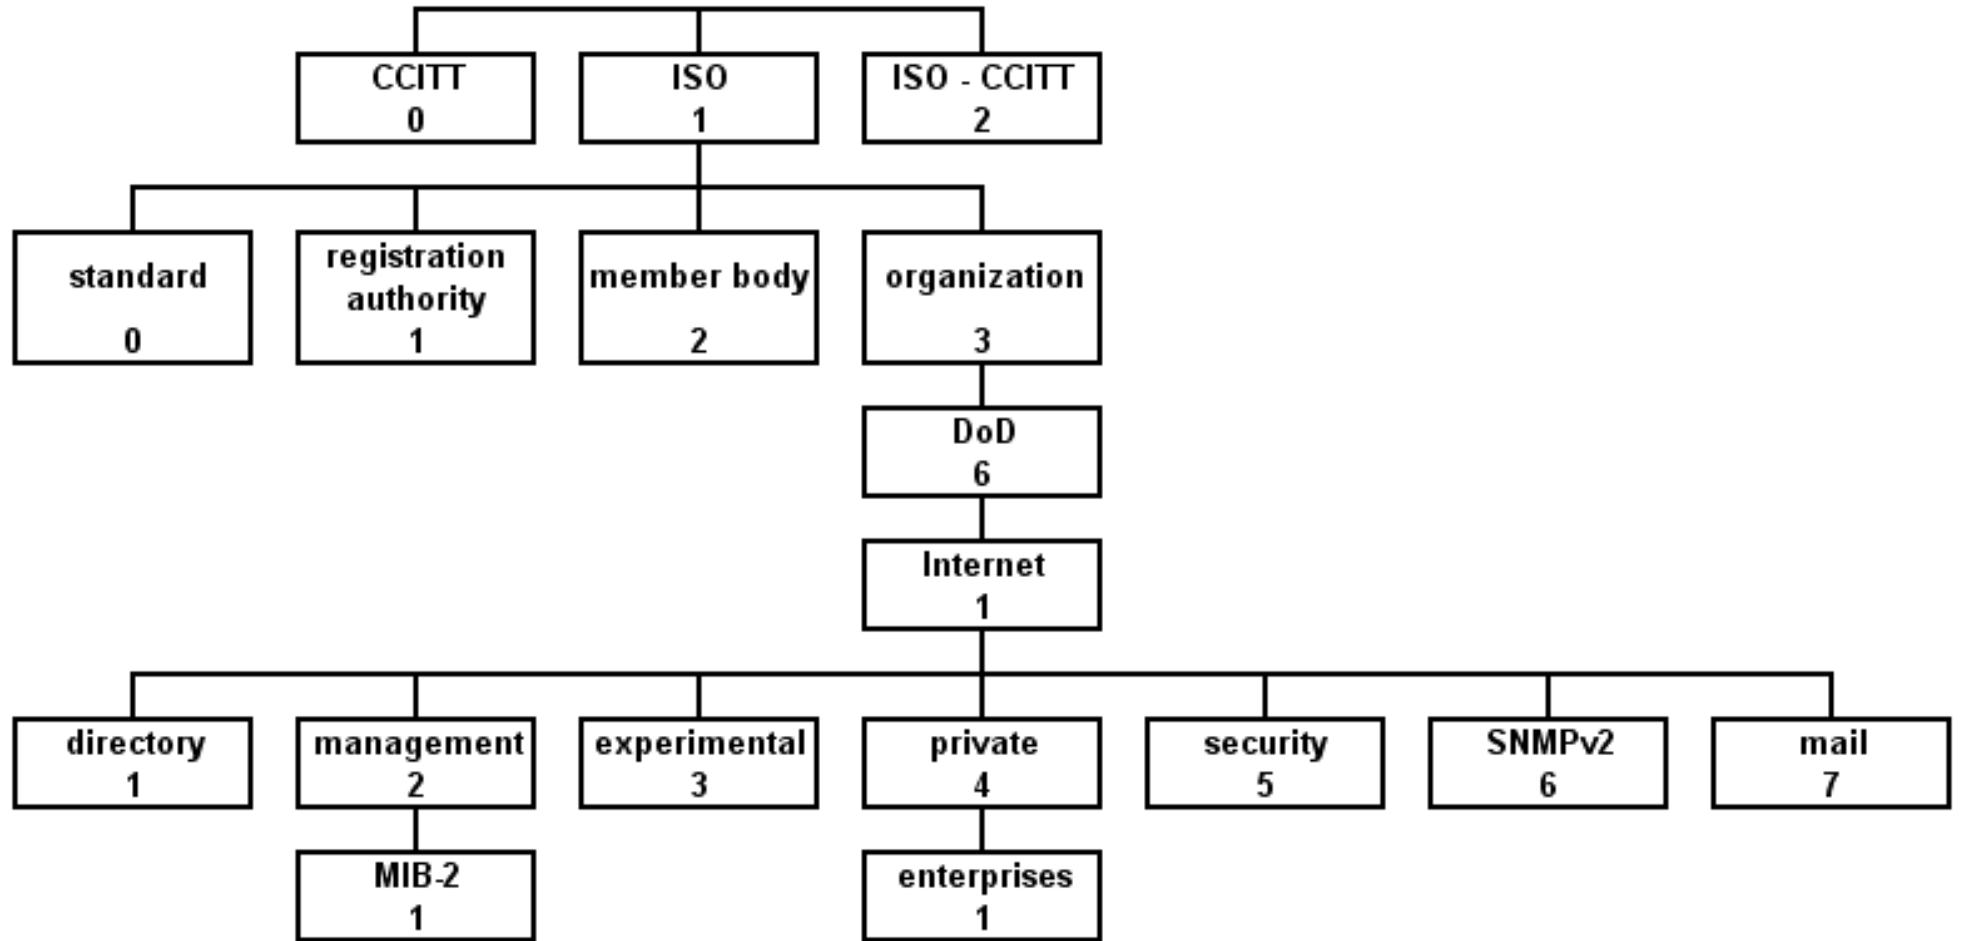 CCITT
0
ISO
1
ISO - CCITT
2
standard
0
registration
authority
1
member body
2
organization
3
DoD
6
Internet
1
directory
1
management
2
experimental
3
private
4
security
5
SNMPv2
6
mail
7
MIB-2
1
enterprises
1